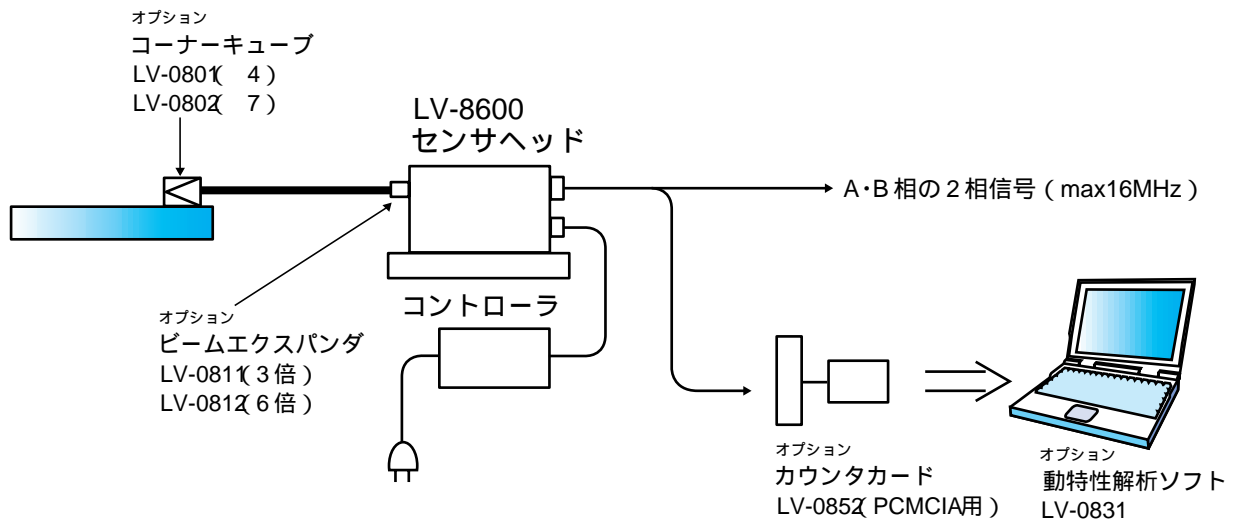 オプション
コーナーキューブ
LV-0801( 4 )
LV-0802( 7 )
LV-8600
センサヘッド
A・B 相の 2 相信号 ( max16MHz )
オプション
ビームエクスパンダ
LV-0811( 3 倍 )
LV-0812( 6 倍 )
コントローラ
オプション
カウンタカード
LV-0852( PCMCIA用 )
オプション
動特性解析ソフト
LV-0831